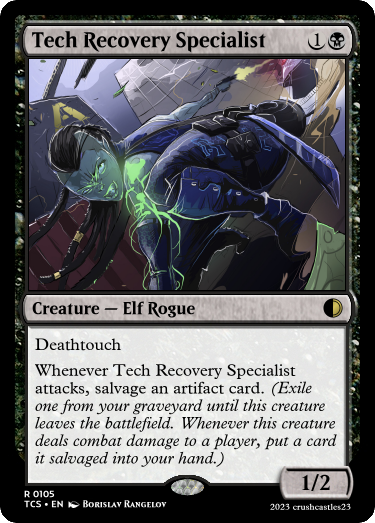 Tech Recovery Specialist 1
Creature — Elf Rogue
Deathtouch
Whenever Tech Recovery Specialist
attacks, salvage an artifact card. (Exile
one from your graveyard until this creature
leaves the battlefield. Whenever this creature
deals combat damage to a player, put a card
it salvaged into your hand.)
1/2
R 0105
TCS • EN Borislav Rangelov
2023 crushcastles23